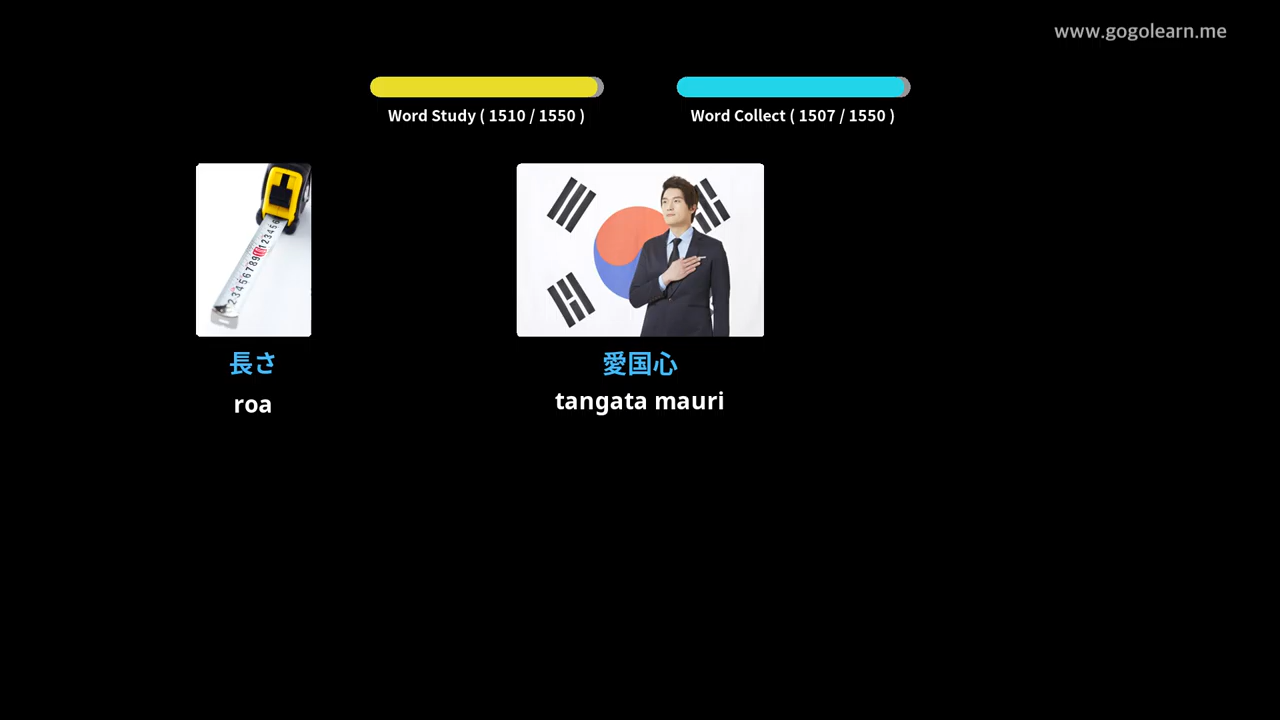 www.gogolearn.me
Word Study ( 1510 / 1550 )
Word Collect ( 1507 / 1550 )
長さ
roa
愛国心
tangata mauri